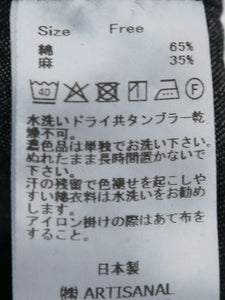 Size Free
綿 65%
麻 35%
40 F
水洗いドライ共タンブラー乾
燥不可。
濃色品は単独でお洗い下さい。
ぬれたまま長時間置かないで
下さい。
汗の残留で色褪せを起こしや
すい綿衣料は水洗いをお勧め
します。
アイロン掛けの際はあて布を
すること。
日本製
㈱ ARTISANAL